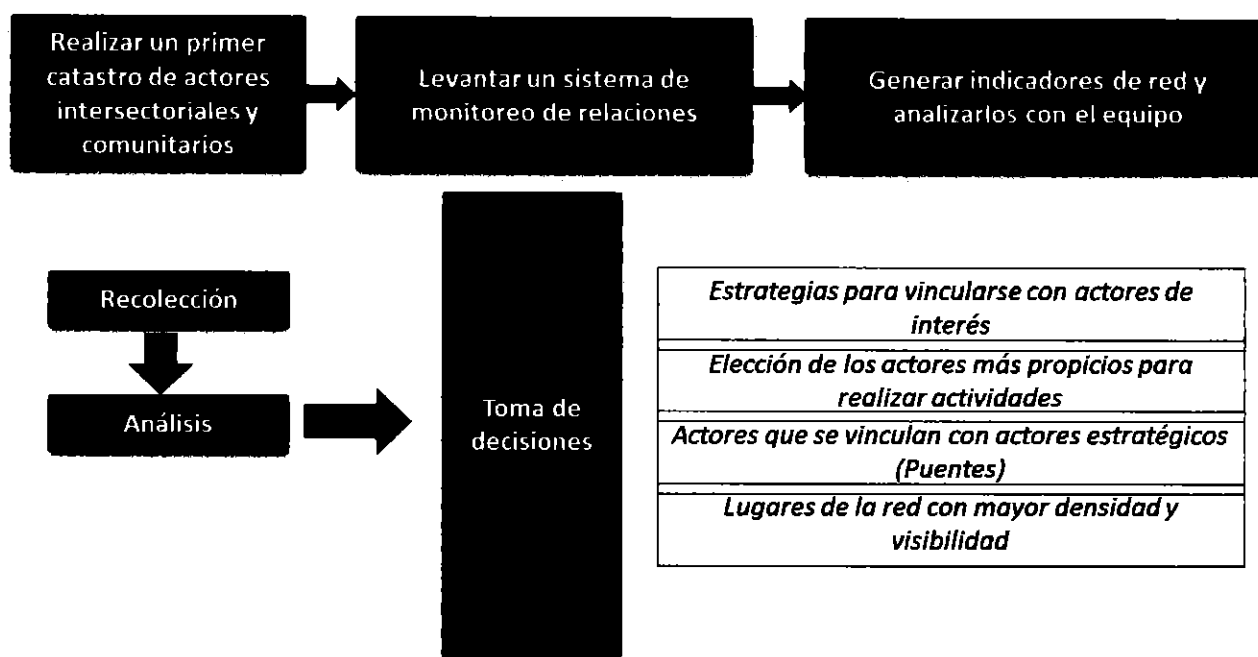 Realizar un primer
catastro de actores
intersectoriales y
comunitarios
Levantar un sistema de
monitoreo de relaciones
Generar indicadores de red y
analizarlos con el equipo
Recolección
Análisis
Toma de
decisiones
Estrategias para vincularse con actores de
interés
Elección de los actores más propicios para
realizar actividades
Actores que se vinculan con actores estratégicos
(Puentes)
Lugares de la red con mayor densidad y
visibilidad